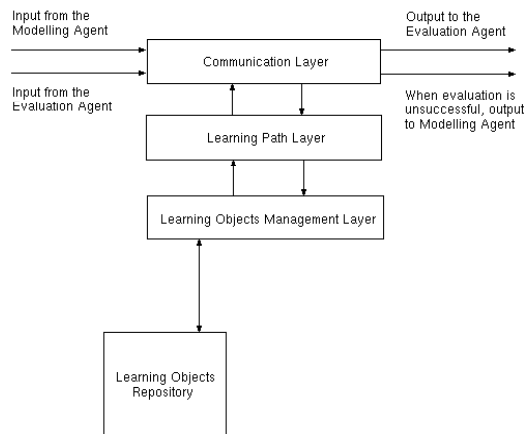 Input from the
Modelling Agent
Output to the
Evaluation Agent
Communication Layer
Input from the
Evaluation Agent
When evaluation is
unsuccessful, output
to Modelling Agent
Learning Path Layer
Learning Objects Management Layer
Learning Objects
Repository